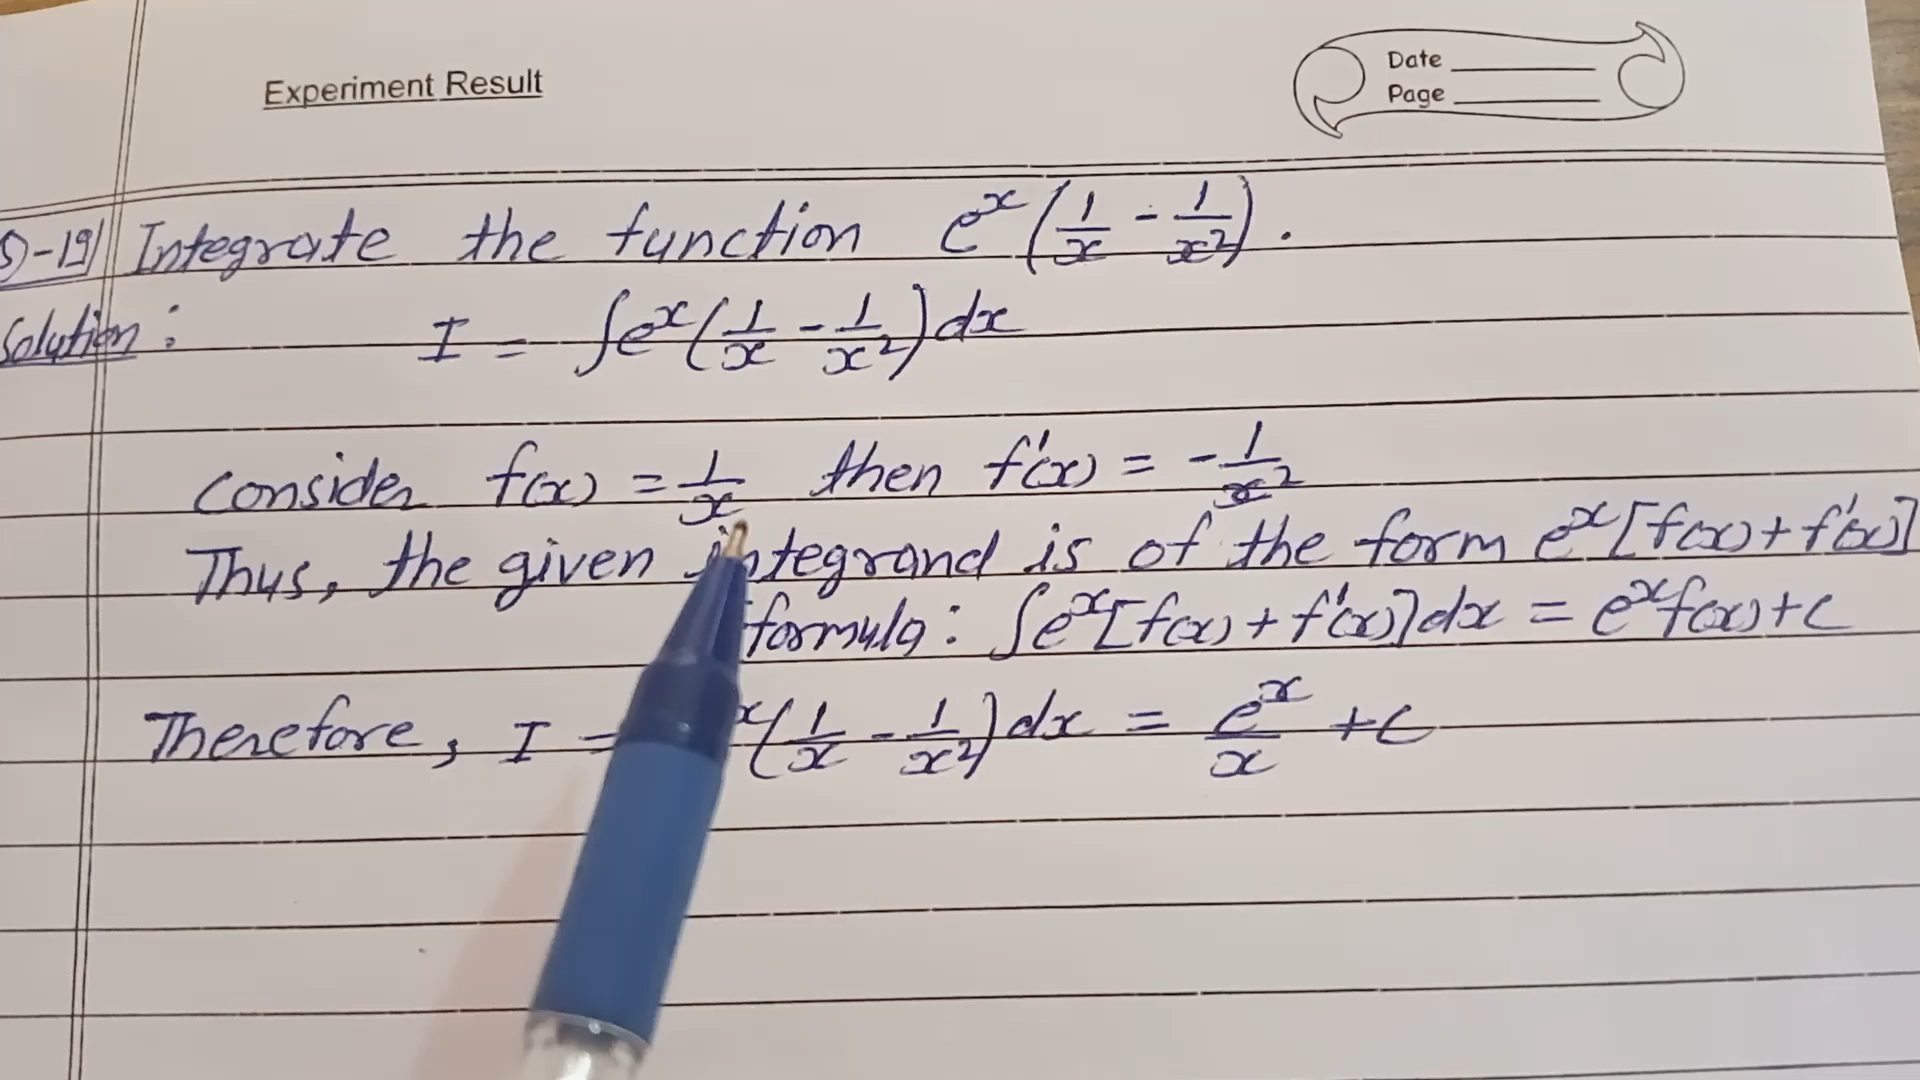 Experiment Result
Date
Page
Q-19) Integrate the function e^x (1/x - 1/x²).
Solution: I = ∫e^x (1/x - 1/x²) dx
Consider f(x) = 1/x then f'(x) = -1/x²
Thus, the given integrand is of the form e^x [f(x) + f'(x)]
formula: ∫e^x [f(x) + f'(x)] dx = e^x f(x) + c
Therefore, I = x (1/x - 1/x²) dx = e^x/x + c